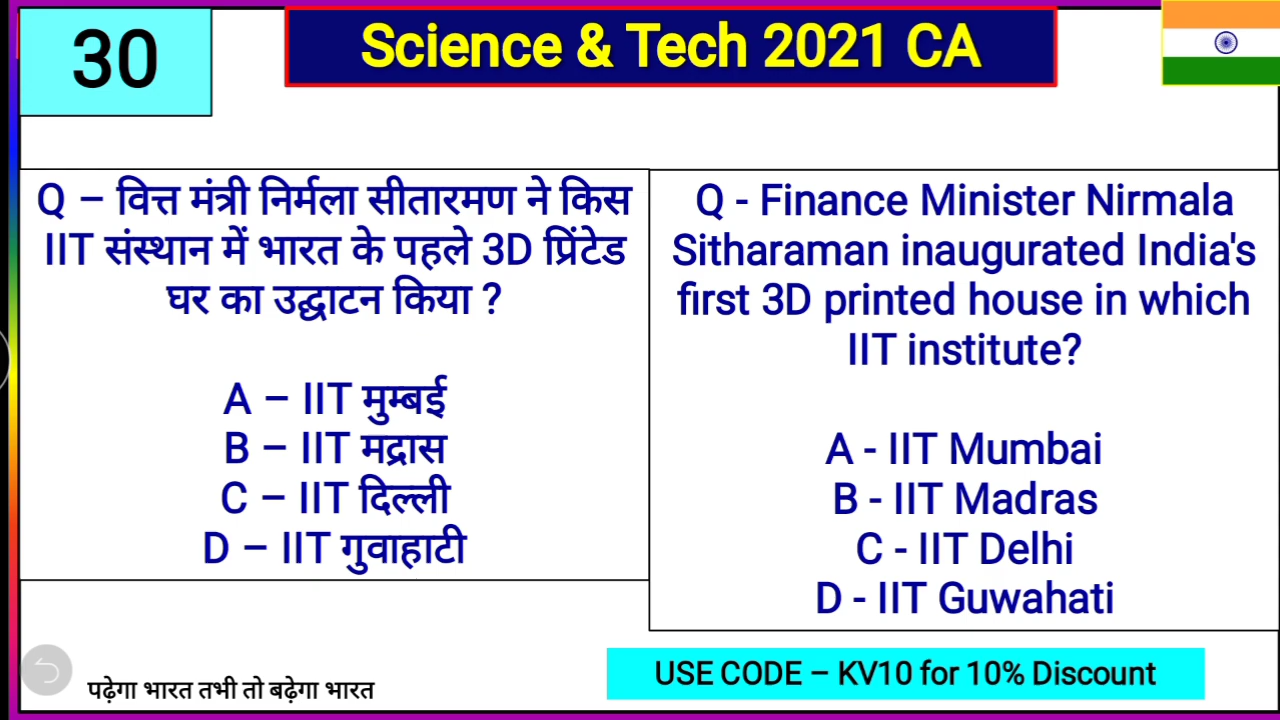 30
Science & Tech 2021 CA
Q – वित्त मंत्री निर्मला सीतारमण ने किस
IIT संस्थान में भारत के पहले 3D प्रिंटेड
घर का उद्घाटन किया ?
A – IIT मुम्बई
B – IIT मद्रास
C – IIT दिल्ली
D – IIT गुवाहाटी
Q - Finance Minister Nirmala
Sitharaman inaugurated India's
first 3D printed house in which
IIT institute?
A - IIT Mumbai
B - IIT Madras
C - IIT Delhi
D - IIT Guwahati
पढ़ेगा भारत तभी तो बढ़ेगा भारत
USE CODE – KV10 for 10% Discount